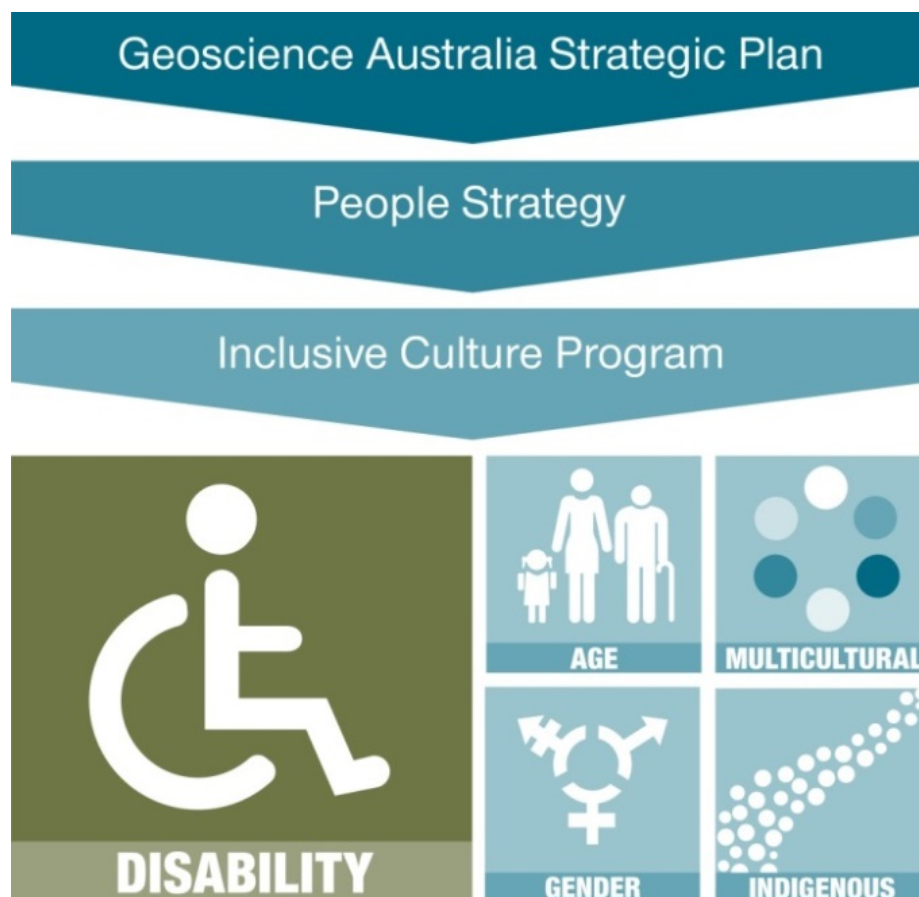 Geoscience Australia Strategic Plan
People Strategy
Inclusive Culture Program
AGE
MULTICULTURAL
DISABILITY
GENDER
INDIGENOUS